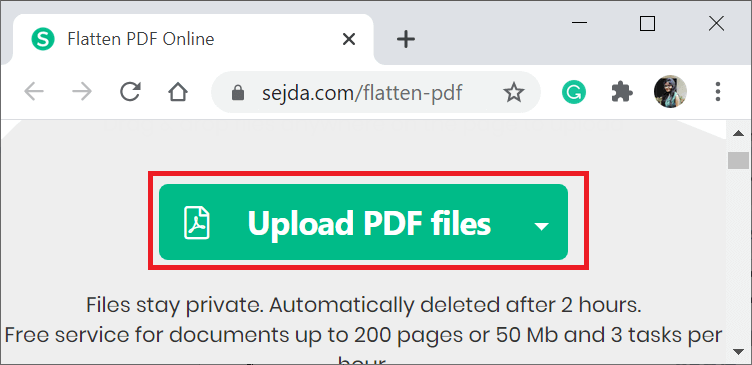 S Flatten PDF Online
sejda.com/flatten-pdf
G
Upload PDF files
Files stay private. Automatically deleted after 2 hours.
Free service for documents up to 200 pages or 50 Mb and 3 tasks per
hour